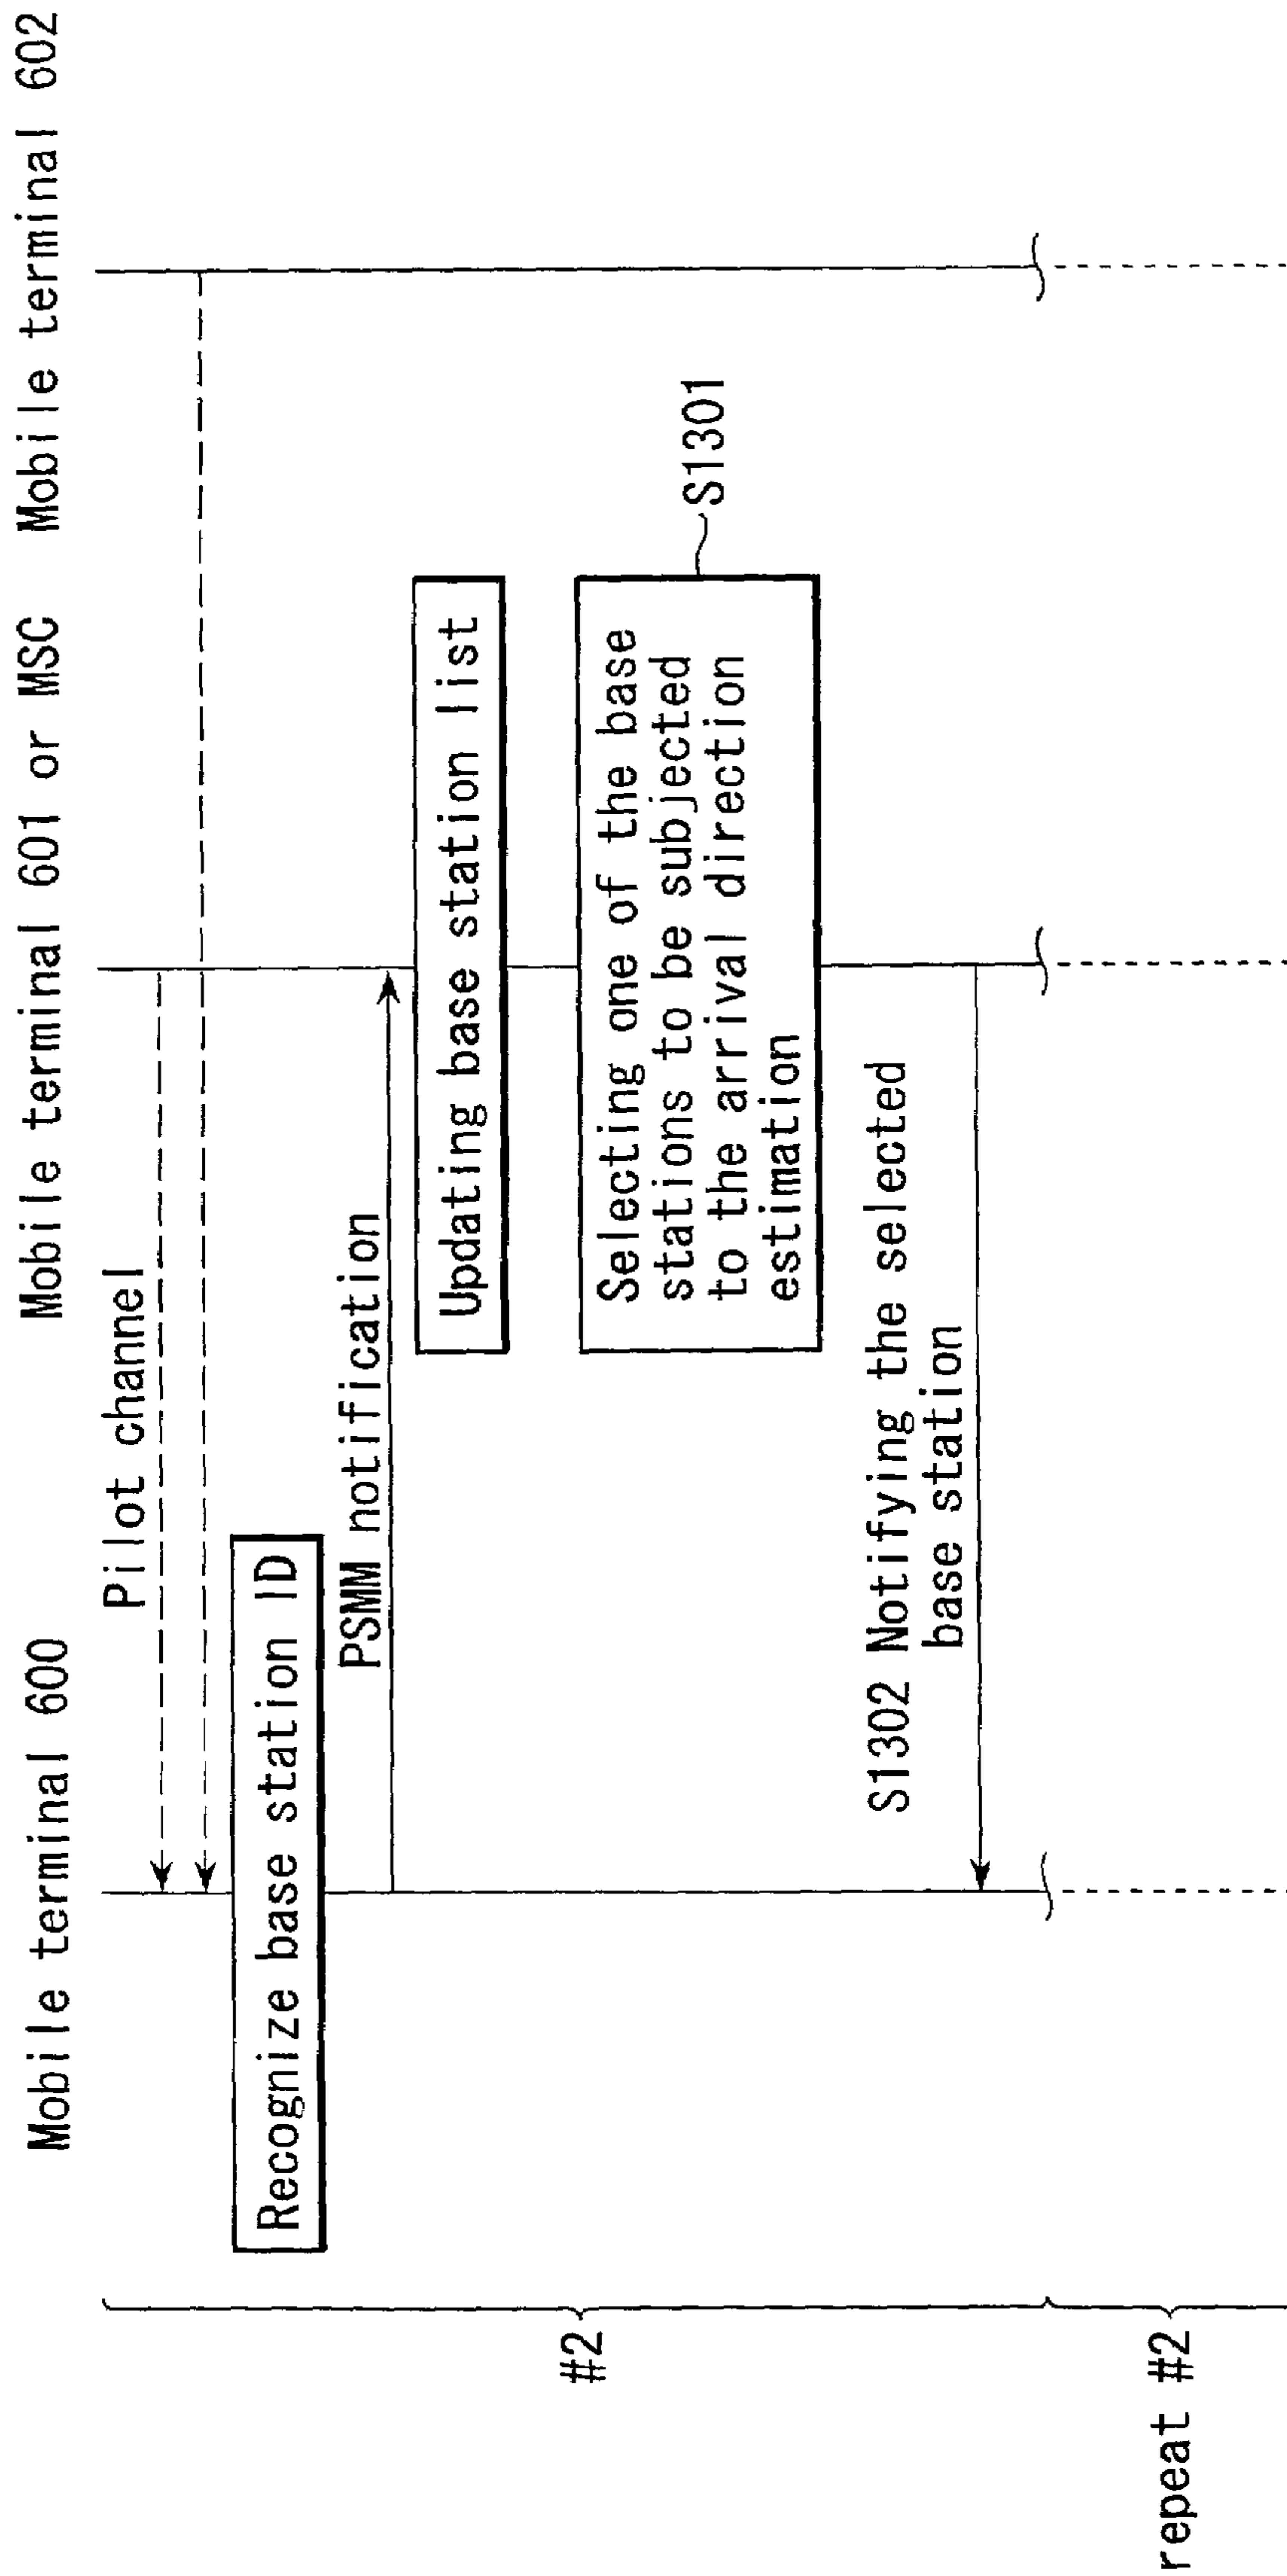 Mobile terminal 600
Mobile terminal 601 or MSC
Mobile terminal 602
Pilot channel
Recognize base station ID
PSMM notification
Updating base station list
Selecting one of the base
stations to be subjected
to the arrival direction
estimation
S1301
S1302 Notifying the selected
base station
#2
repeat #2